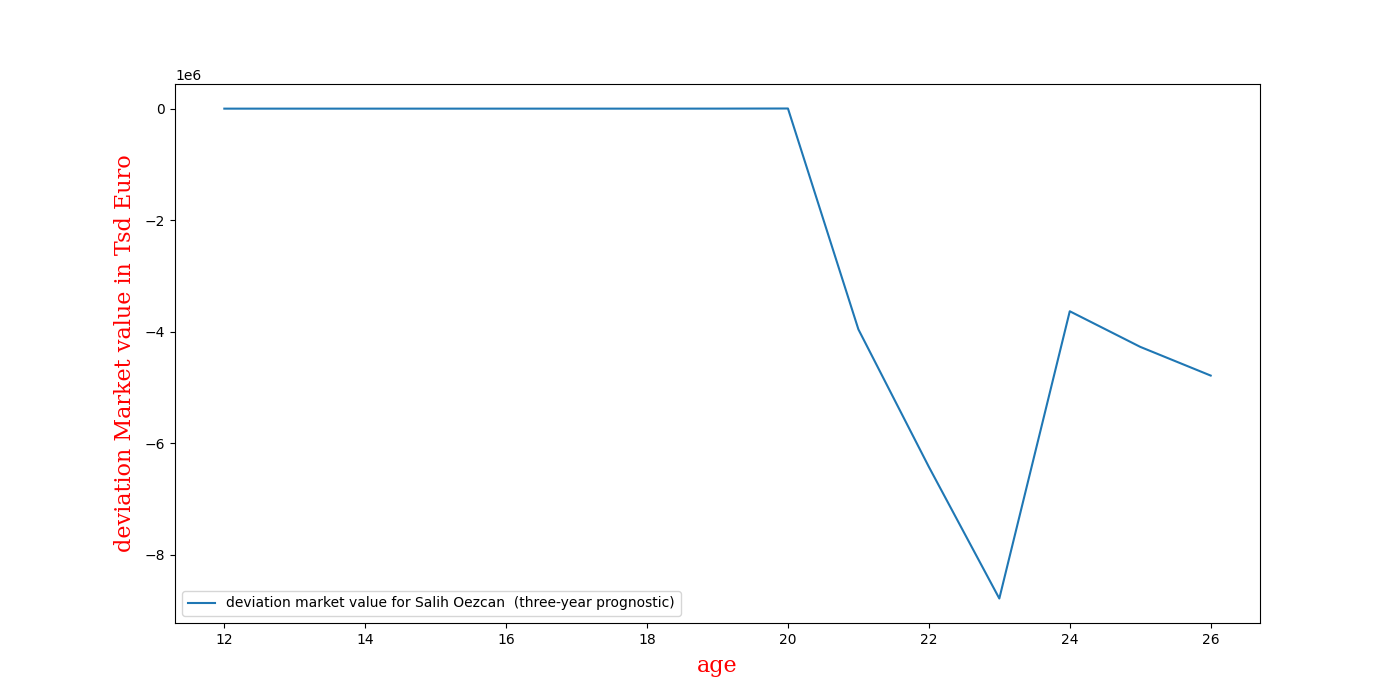 1e6
0
−2
−4
−6
−8
deviation Market value in Tsd Euro
deviation market value for Salih Oezcan  (three-year prognostic)
12 14 16 18 20 22 24 26
age